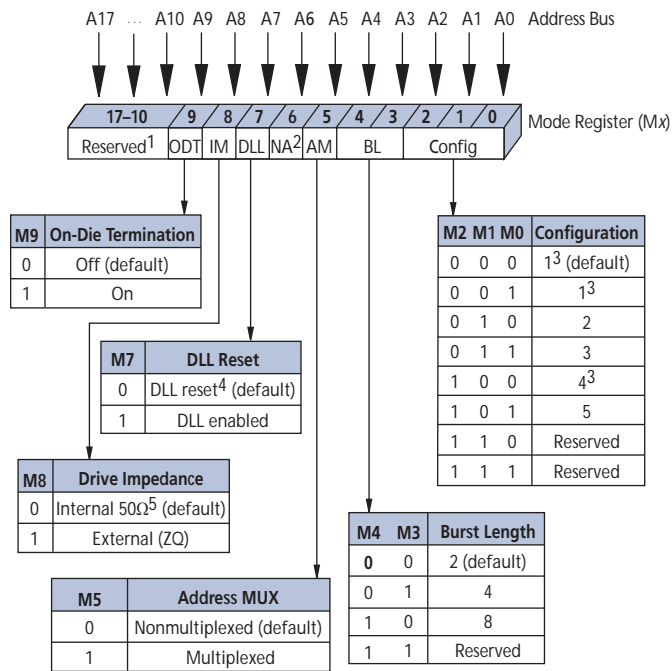 A17 ... A10 A9 A8 A7 A6 A5 A4 A3 A2 A1 A0 Address Bus
17–10 9 8 7 6 5 4 3 2 1 0 Mode Register (Mx)
Reserved1 ODT IM DLL NA2 AM BL Config
M9 On-Die Termination
0 Off (default)
1 On
M2 M1 M0 Configuration
0 0 0 13 (default)
0 0 1 13
0 1 0 2
0 1 1 3
1 0 0 43
1 0 1 5
1 1 0 Reserved
1 1 1 Reserved
M7 DLL Reset
0 DLL reset4 (default)
1 DLL enabled
M8 Drive Impedance
0 Internal 50Ω5 (default)
1 External (ZQ)
M4 M3 Burst Length
0 0 2 (default)
0 1 4
1 0 8
1 1 Reserved
M5 Address MUX
0 Nonmultiplexed (default)
1 Multiplexed